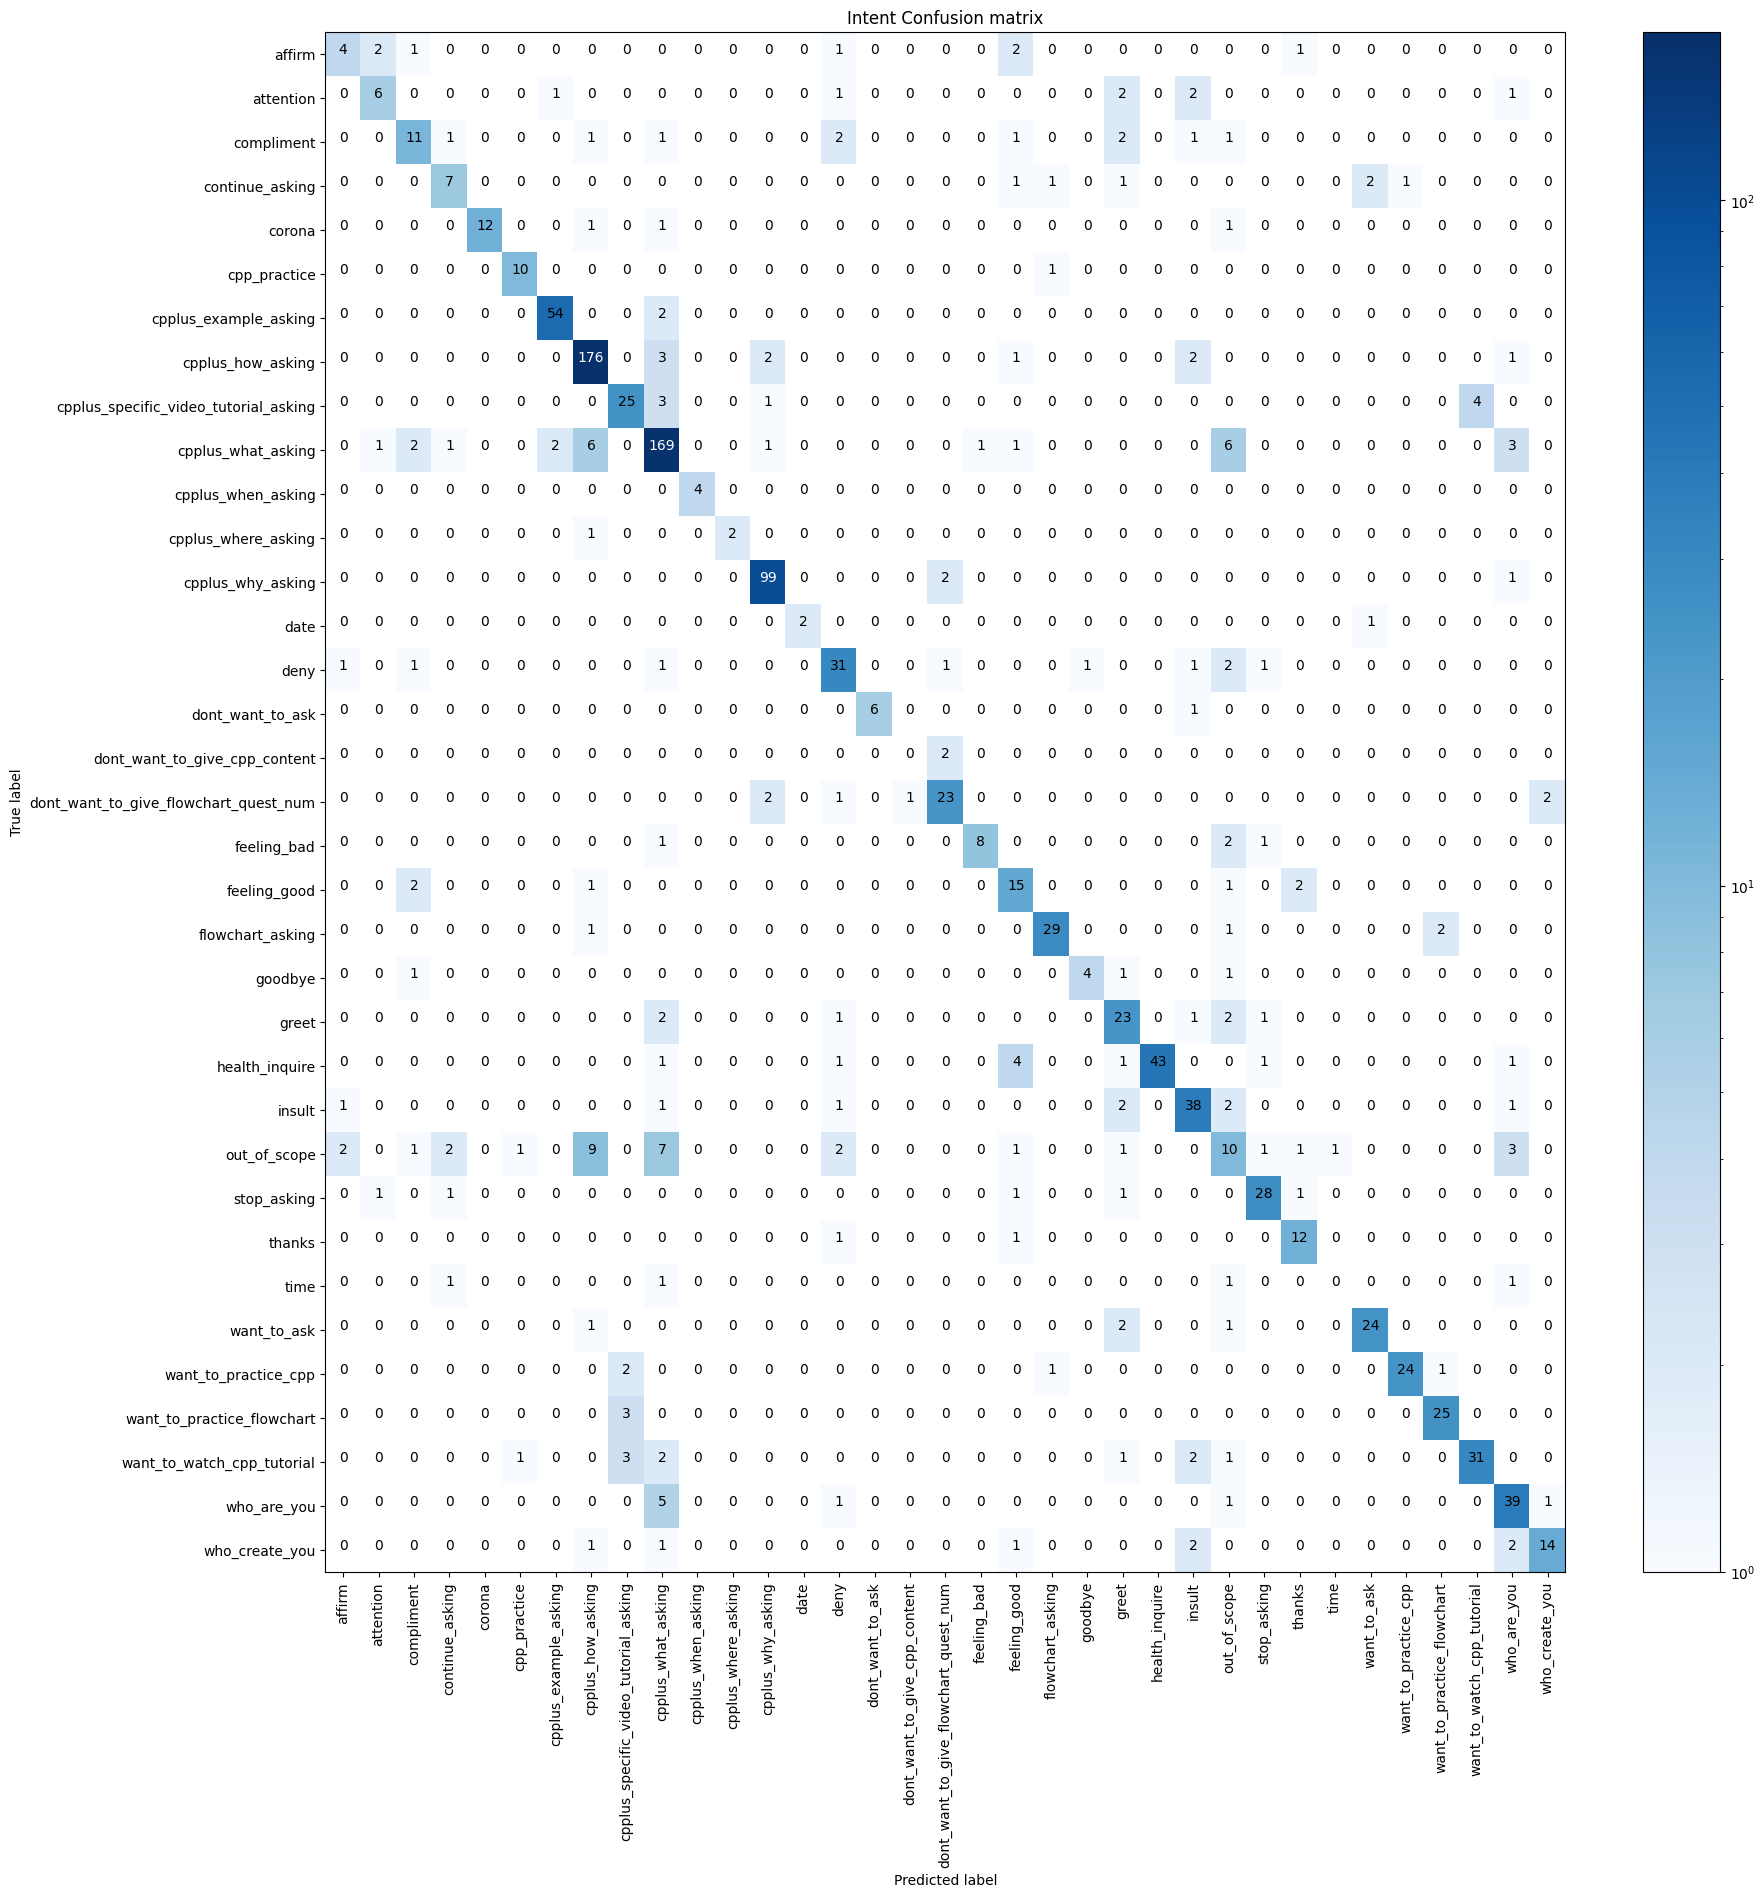 Intent Confusion matrix
affirm 4 2 1 0 0 0 0 0 0 0 0 0 0 0 1 0 0 0 0 2 0 0 0 0 0 0 0 1 0 0 0 0 0 0 0
attention 0 6 0 0 0 0 1 0 0 0 0 0 0 0 1 0 0 0 0 0 0 0 2 0 2 0 0 0 0 0 0 0 0 1 0
compliment 0 0 11 1 0 0 0 1 0 1 0 0 0 0 2 0 0 0 0 1 0 0 2 0 1 1 0 0 0 0 0 0 0 0 0
continue_asking 0 0 0 7 0 0 0 0 0 0 0 0 0 0 0 0 0 0 0 1 1 0 1 0 0 0 0 0 0 2 1 0 0 0 0
corona 0 0 0 0 12 0 0 1 0 1 0 0 0 0 0 0 0 0 0 0 0 0 0 0 0 1 0 0 0 0 0 0 0 0 0
cpp_practice 0 0 0 0 0 10 0 0 0 0 0 0 0 0 0 0 0 0 0 0 1 0 0 0 0 0 0 0 0 0 0 0 0 0 0
cpplus_example_asking 0 0 0 0 0 0 54 0 0 2 0 0 0 0 0 0 0 0 0 0 0 0 0 0 0 0 0 0 0 0 0 0 0 0 0
cpplus_how_asking 0 0 0 0 0 0 0 176 0 3 0 0 2 0 0 0 0 0 0 1 0 0 0 0 2 0 0 0 0 0 0 0 0 1 0
cpplus_specific_video_tutorial_asking 0 0 0 0 0 0 0 0 25 3 0 0 1 0 0 0 0 0 0 0 0 0 0 0 0 0 0 0 0 0 0 0 4 0 0
cpplus_what_asking 0 1 2 1 0 0 2 6 0 169 0 0 1 0 0 0 0 0 1 1 0 0 0 0 0 6 0 0 0 0 0 0 0 3 0
cpplus_when_asking 0 0 0 0 0 0 0 0 0 0 4 0 0 0 0 0 0 0 0 0 0 0 0 0 0 0 0 0 0 0 0 0 0 0 0
cpplus_where_asking 0 0 0 0 0 0 0 1 0 0 0 2 0 0 0 0 0 0 0 0 0 0 0 0 0 0 0 0 0 0 0 0 0 0 0
cpplus_why_asking 0 0 0 0 0 0 0 0 0 0 0 0 99 0 0 0 0 2 0 0 0 0 0 0 0 0 0 0 0 0 0 0 0 1 0
date 0 0 0 0 0 0 0 0 0 0 0 0 0 2 0 0 0 0 0 0 0 0 0 0 0 0 0 0 0 1 0 0 0 0 0
deny 1 0 1 0 0 0 0 0 0 1 0 0 0 0 31 0 0 1 0 0 0 1 0 0 1 2 1 0 0 0 0 0 0 0 0
dont_want_to_ask 0 0 0 0 0 0 0 0 0 0 0 0 0 0 0 6 0 0 0 0 0 0 0 0 1 0 0 0 0 0 0 0 0 0 0
dont_want_to_give_cpp_content 0 0 0 0 0 0 0 0 0 0 0 0 0 0 0 0 0 2 0 0 0 0 0 0 0 0 0 0 0 0 0 0 0 0 0
dont_want_to_give_flowchart_quest_num 0 0 0 0 0 0 0 0 0 0 0 0 2 0 1 0 1 23 0 0 0 0 0 0 0 0 0 0 0 0 0 0 0 0 2
feeling_bad 0 0 0 0 0 0 0 0 0 1 0 0 0 0 0 0 0 0 8 0 0 0 0 0 0 2 1 0 0 0 0 0 0 0 0
feeling_good 0 0 2 0 0 0 0 1 0 0 0 0 0 0 0 0 0 0 0 15 0 0 0 0 0 1 0 2 0 0 0 0 0 0 0
flowchart_asking 0 0 0 0 0 0 0 1 0 0 0 0 0 0 0 0 0 0 0 0 29 0 0 0 0 1 0 0 0 0 0 2 0 0 0
goodbye 0 0 1 0 0 0 0 0 0 0 0 0 0 0 0 0 0 0 0 0 0 4 1 0 0 1 0 0 0 0 0 0 0 0 0
greet 0 0 0 0 0 0 0 0 0 2 0 0 0 0 1 0 0 0 0 0 0 0 23 0 1 2 1 0 0 0 0 0 0 0 0
health_inquire 0 0 0 0 0 0 0 0 0 1 0 0 0 0 1 0 0 0 0 4 0 0 1 43 0 0 1 0 0 0 0 0 0 1 0
insult 1 0 0 0 0 0 0 0 0 1 0 0 0 0 1 0 0 0 0 0 0 0 2 0 38 2 0 0 0 0 0 0 0 1 0
out_of_scope 2 0 1 2 0 1 0 9 0 7 0 0 0 0 2 0 0 0 0 1 0 0 1 0 0 10 1 1 1 0 0 0 0 3 0
stop_asking 0 1 0 1 0 0 0 0 0 0 0 0 0 0 0 0 0 0 0 1 0 0 1 0 0 0 28 1 0 0 0 0 0 0 0
thanks 0 0 0 0 0 0 0 0 0 0 0 0 0 0 1 0 0 0 0 1 0 0 0 0 0 0 0 12 0 0 0 0 0 0 0
time 0 0 0 1 0 0 0 0 0 1 0 0 0 0 0 0 0 0 0 0 0 0 0 0 0 1 0 0 0 0 0 0 0 1 0
want_to_ask 0 0 0 0 0 0 0 1 0 0 0 0 0 0 0 0 0 0 0 0 0 0 2 0 0 1 0 0 0 24 0 0 0 0 0
want_to_practice_cpp 0 0 0 0 0 0 0 0 2 0 0 0 0 0 0 0 0 0 0 0 1 0 0 0 0 0 0 0 0 0 24 1 0 0 0
want_to_practice_flowchart 0 0 0 0 0 0 0 0 3 0 0 0 0 0 0 0 0 0 0 0 0 0 0 0 0 0 0 0 0 0 0 25 0 0 0
want_to_watch_cpp_tutorial 0 0 0 0 0 1 0 0 3 2 0 0 0 0 0 0 0 0 0 0 0 0 1 0 2 1 0 0 0 0 0 0 31 0 0
who_are_you 0 0 0 0 0 0 0 0 0 5 0 0 0 0 1 0 0 0 0 0 0 0 0 0 0 1 0 0 0 0 0 0 0 39 1
who_create_you 0 0 0 0 0 0 0 1 0 1 0 0 0 0 0 0 0 0 0 1 0 0 0 0 2 0 0 0 0 0 0 0 0 2 14
True label
affirm
attention
compliment
continue_asking
corona
cpp_practice
cpplus_example_asking
cpplus_how_asking
cpplus_specific_video_tutorial_asking
cpplus_what_asking
cpplus_when_asking
cpplus_where_asking
cpplus_why_asking
date
deny
dont_want_to_ask
dont_want_to_give_cpp_content
dont_want_to_give_flowchart_quest_num
feeling_bad
feeling_good
flowchart_asking
goodbye
greet
health_inquire
insult
out_of_scope
stop_asking
thanks
time
want_to_ask
want_to_practice_cpp
want_to_practice_flowchart
want_to_watch_cpp_tutorial
who_are_you
who_create_you
Predicted label
10²
10¹
10⁰